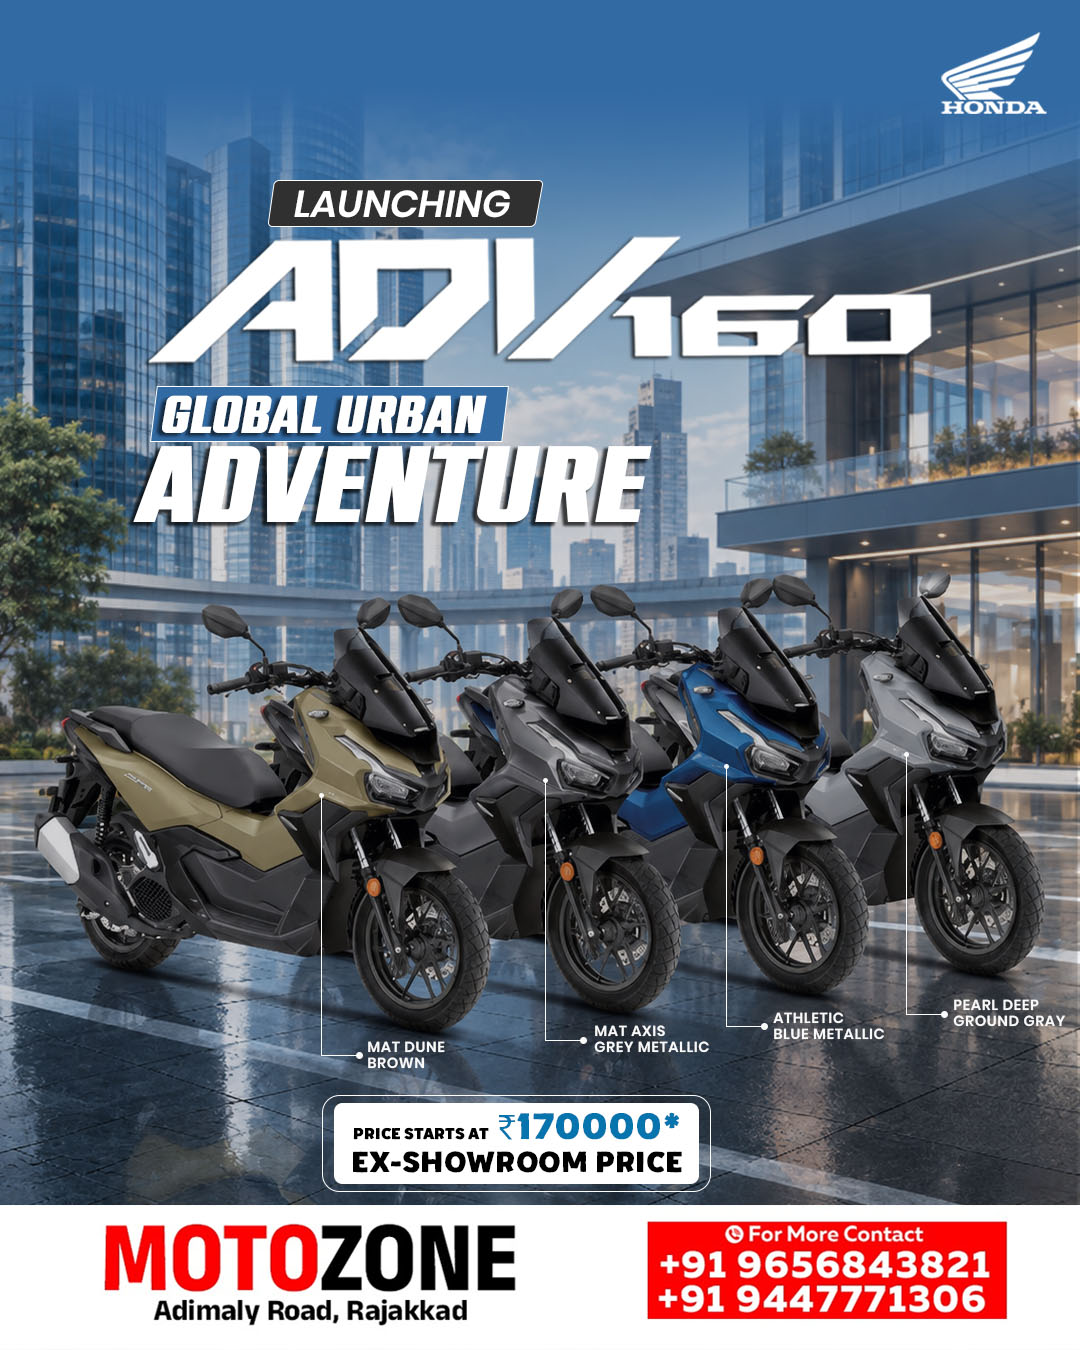 HONDA
LAUNCHING
ADV160
GLOBAL URBAN
ADVENTURE
MAT DUNE
BROWN
MAT AXIS
GREY METALLIC
ATHLETIC
BLUE METALLIC
PEARL DEEP
GROUND GRAY
PRICE STARTS AT ₹170000*
EX-SHOWROOM PRICE
MOTOZONE
Adimaly Road, Rajakkad
For More Contact
+91 9656843821
+91 9447771306